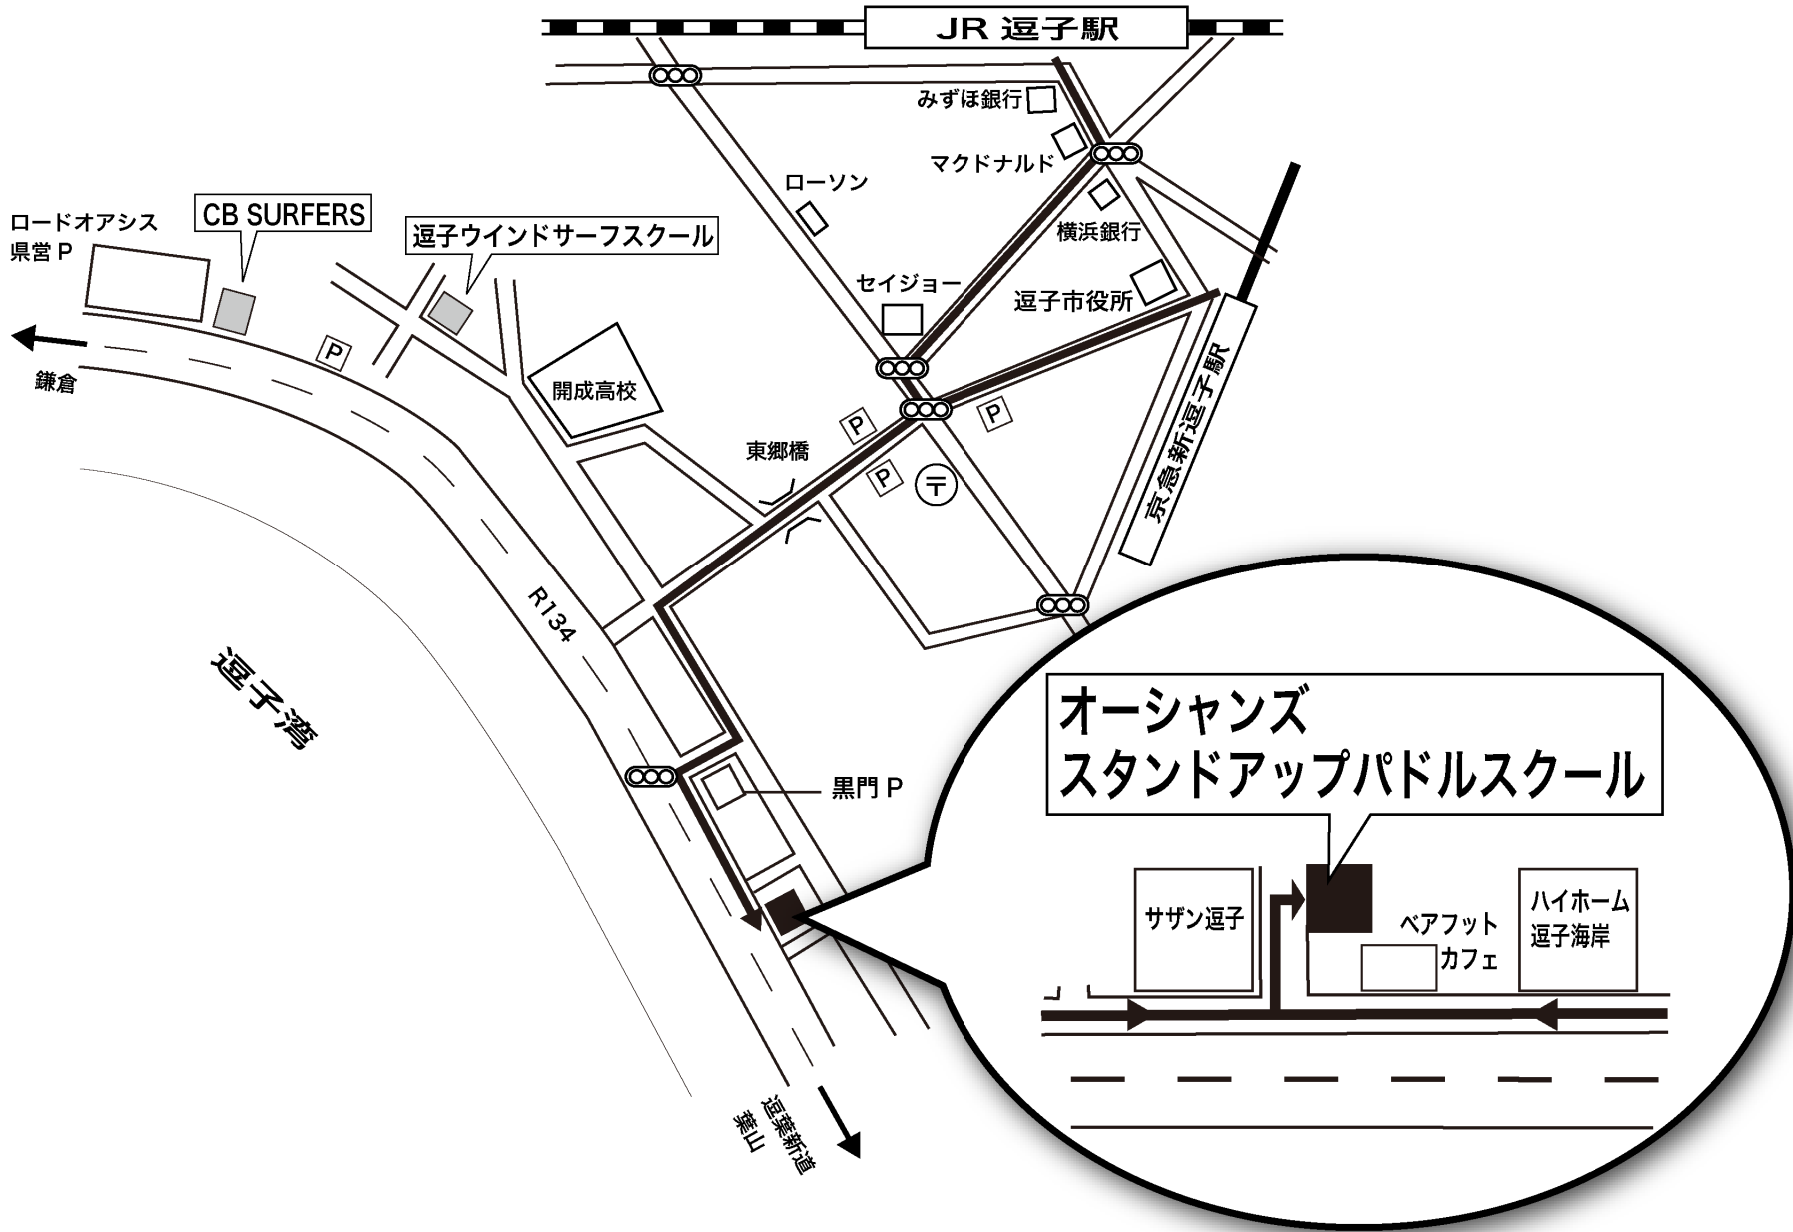 JR 逗子駅
みずほ銀行
マクドナルド
ローソン
横浜銀行
セイジョー
逗子市役所
京急新逗子駅
ロードオアシス
県営 P
CB SURFERS
逗子ウインドサーフスクール
P
鎌倉
開成高校
東郷橋
P
P
P
〒
R134
逗子湾
黒門 P
逗葉新道
葉山
オーシャンズ
スタンドアップパドルスクール
サザン逗子
ベアフット
カフェ
ハイホーム
逗子海岸